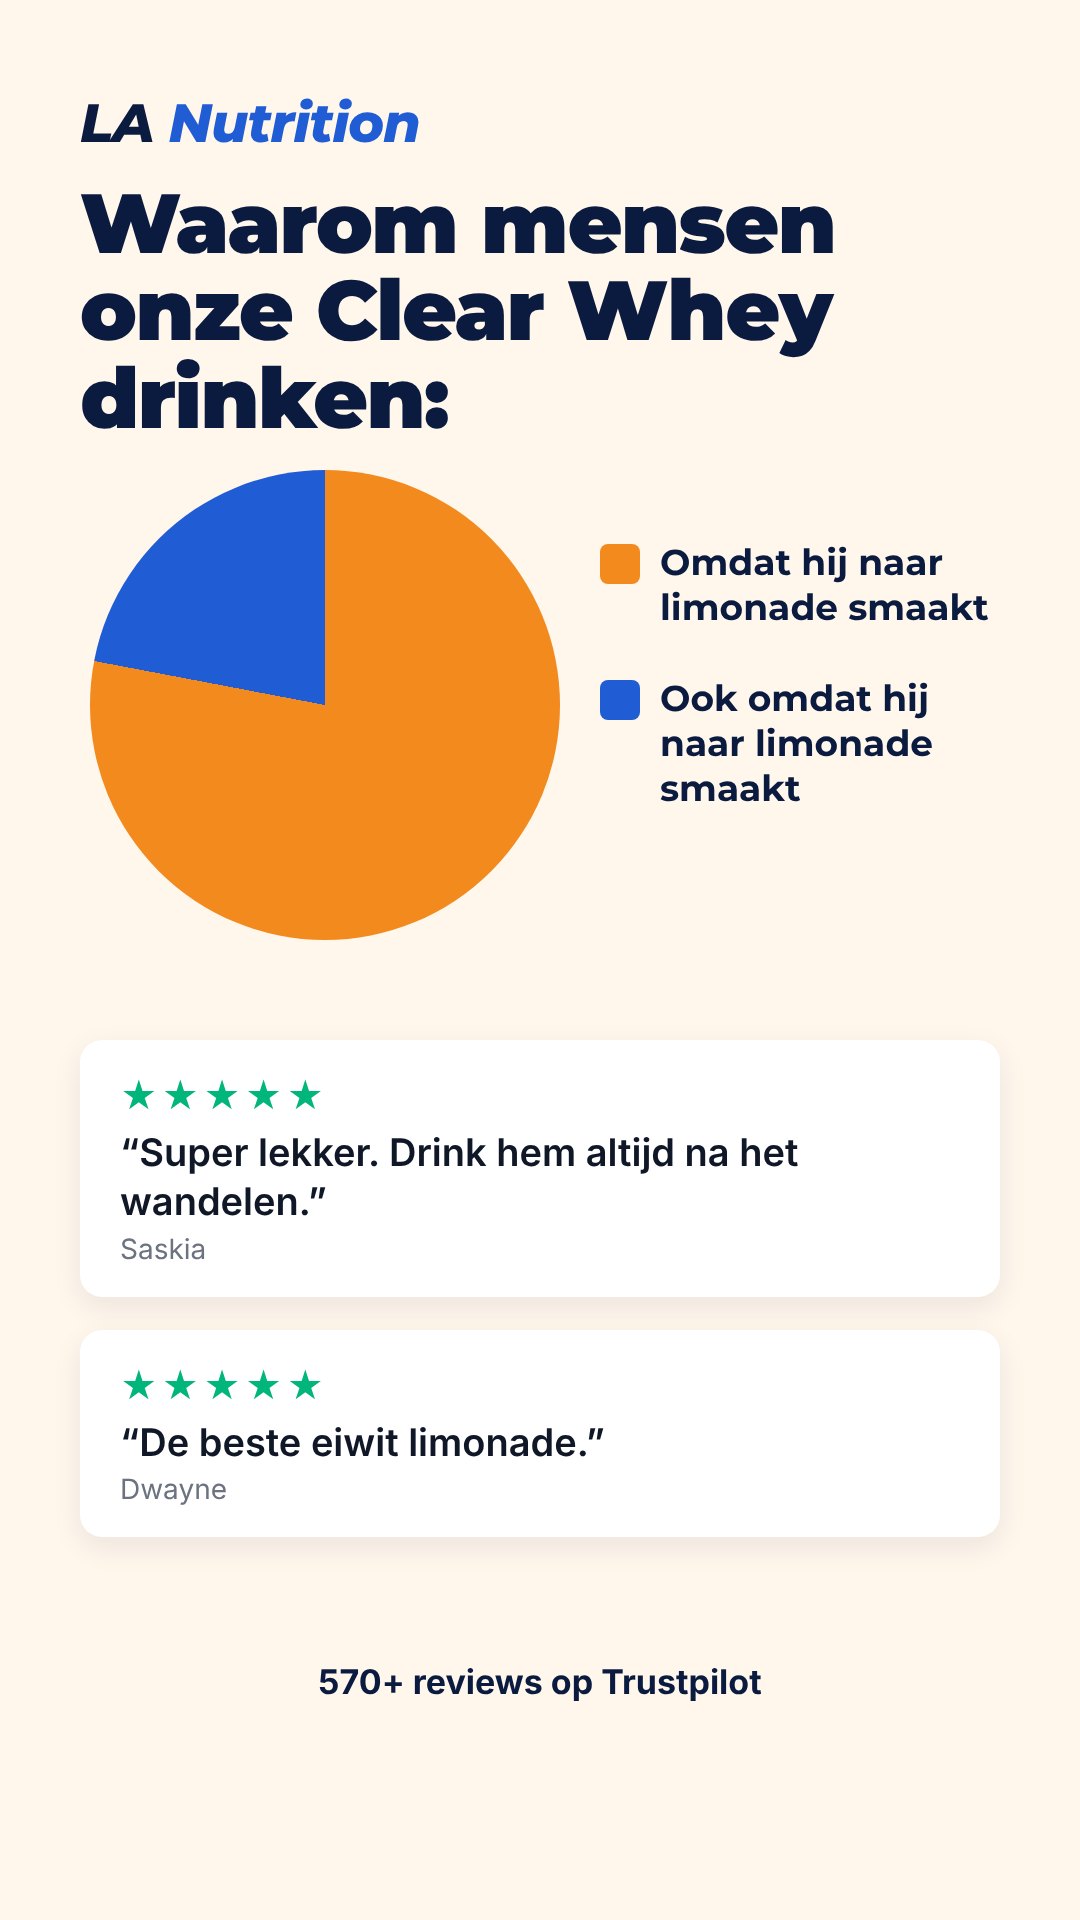 LA Nutrition
Waarom mensen
onze Clear Whey
drinken:
Omdat hij naar
limonade smaakt
Ook omdat hij
naar limonade
smaakt
★★★★★
“Super lekker. Drink hem altijd na het
wandelen.”
Saskia
★★★★★
“De beste eiwit limonade.”
Dwayne
570+ reviews op Trustpilot